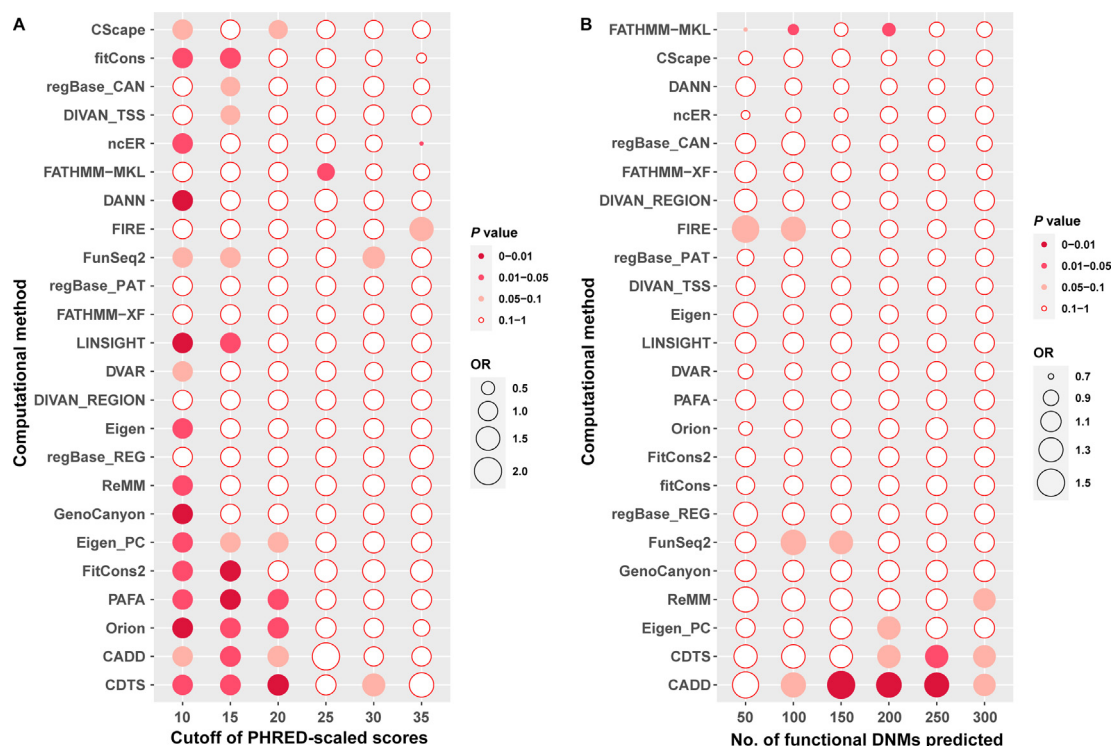 A
Computational method
CScape
fitCons
regBase_CAN
DIVAN_TSS
ncER
FATHMM−MKL
DANN
FIRE
FunSeq2
regBase_PAT
FATHMM−XF
LINSIGHT
DVAR
DIVAN_REGION
Eigen
regBase_REG
ReMM
GenoCanyon
Eigen_PC
FitCons2
PAFA
Orion
CADD
CDTS
10 15 20 25 30 35
Cutoff of PHRED-scaled scores
P value
0−0.01
0.01−0.05
0.05−0.1
0.1−1
OR
0.5
1.0
1.5
2.0
B
Computational method
FATHMM−MKL
CScape
DANN
ncER
regBase_CAN
FATHMM−XF
DIVAN_REGION
FIRE
regBase_PAT
DIVAN_TSS
Eigen
LINSIGHT
DVAR
PAFA
Orion
FitCons2
fitCons
regBase_REG
FunSeq2
GenoCanyon
ReMM
Eigen_PC
CDTS
CADD
50 100 150 200 250 300
No. of functional DNMs predicted
P value
0−0.01
0.01−0.05
0.05−0.1
0.1−1
OR
0.7
0.9
1.1
1.3
1.5